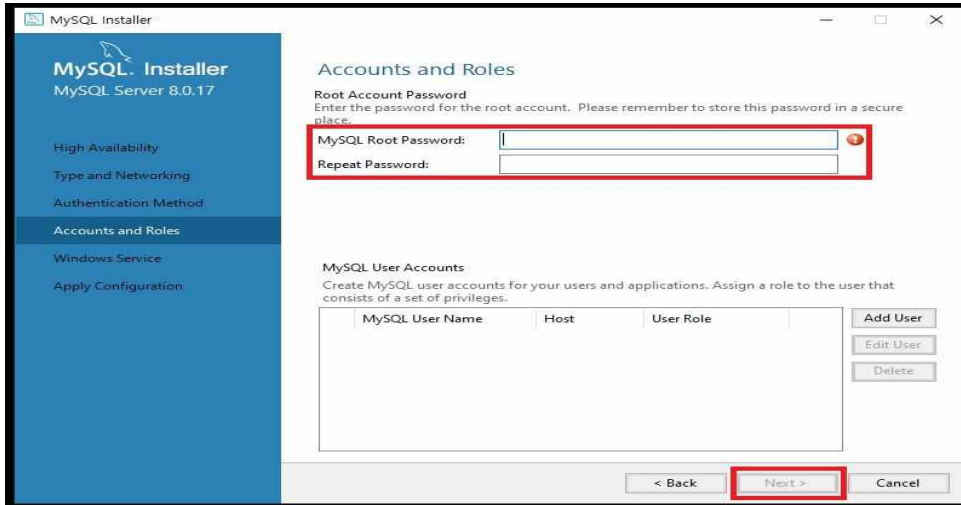 MySQL Installer
MySQL. Installer
MySQL Server 8.0.17
High Availability
Type and Networking
Authentication Method
Accounts and Roles
Windows Service
Apply Configuration
Accounts and Roles
Root Account Password
Enter the password for the root account. Please remember to store this password in a secure
place.
MySQL Root Password:
Repeat Password:
MySQL User Accounts
Create MySQL user accounts for your users and applications. Assign a role to the user that
consists of a set of privileges.
MySQL User Name Host User Role
Add User
Edit User
Delete
< Back Next > Cancel